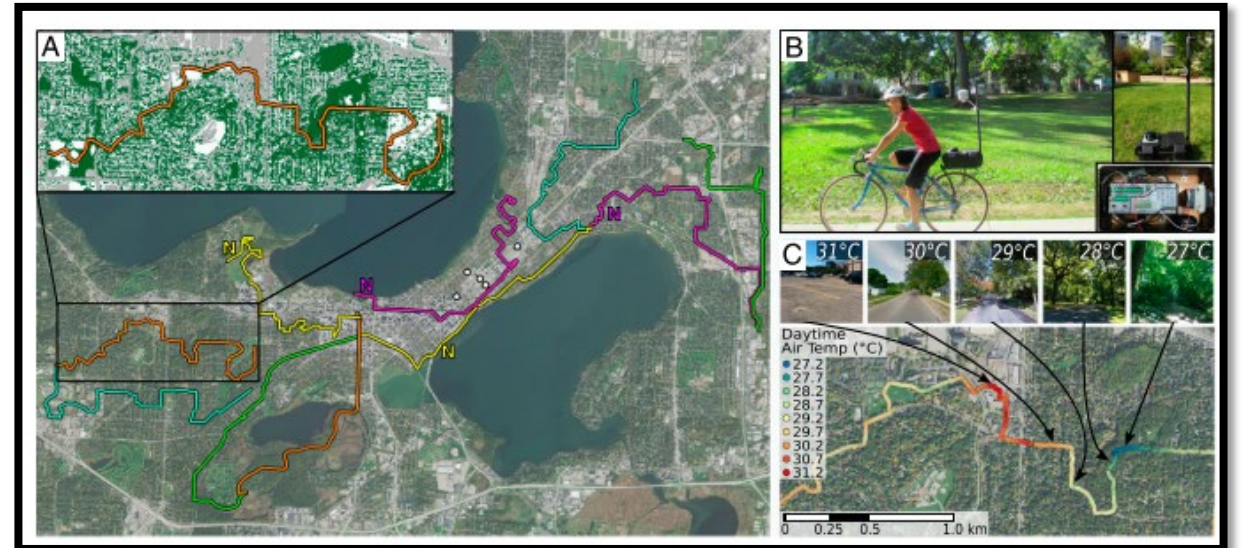 A
N
N
N
N
B
C
31°C
30°C
29°C
28°C
27°C
Daytime
Air Temp (°C)
27.2
27.7
28.2
28.7
29.2
29.7
30.2
30.7
31.2
0 0.25 0.5 1.0 km